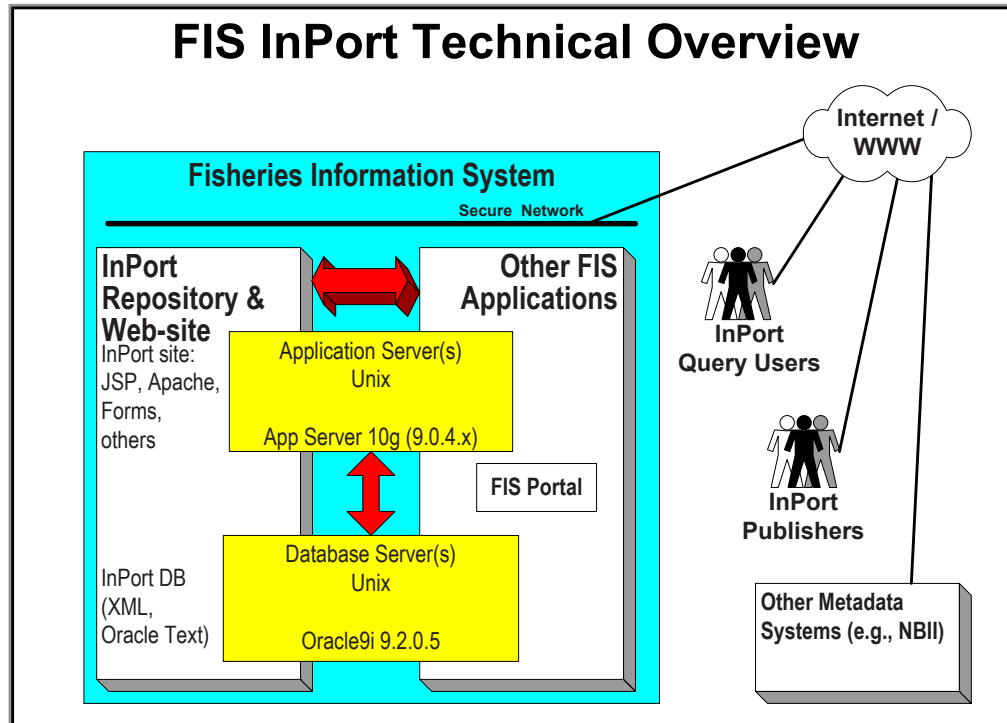 FIS InPort Technical Overview
Internet /
WWW
Fisheries Information System
Secure Network
InPort
Repository &
Web-site
InPort site:
JSP, Apache,
Forms,
others
Other FIS
Applications
Application Server(s)
Unix
App Server 10g (9.0.4.x)
FIS Portal
Database Server(s)
Unix
Oracle9i 9.2.0.5
InPort DB
(XML,
Oracle Text)
InPort
Query Users
InPort
Publishers
Other Metadata
Systems (e.g., NBII)